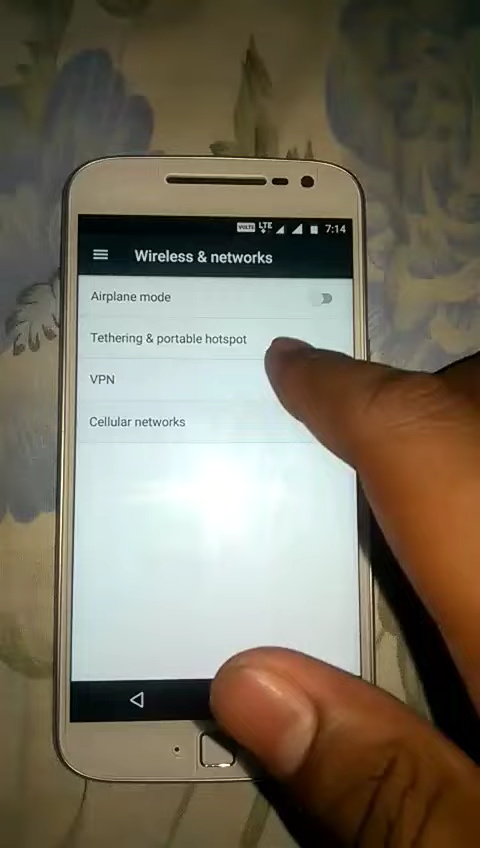 VOLTE LTE 7:14
Wireless & networks
Airplane mode
Tethering & portable hotspot
VPN
Cellular networks